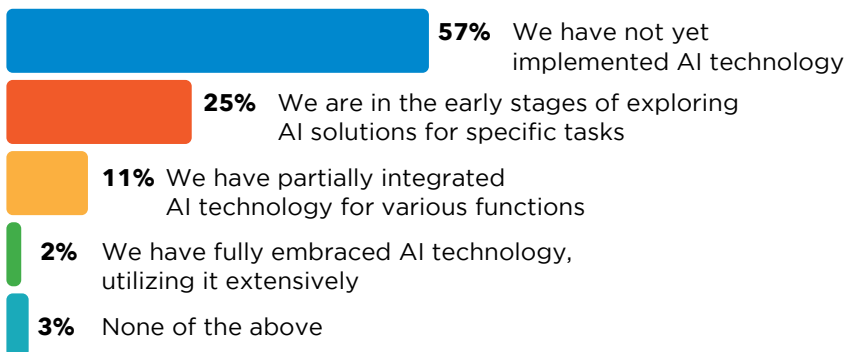 57% We have not yet
implemented AI technology
25% We are in the early stages of exploring
AI solutions for specific tasks
11% We have partially integrated
AI technology for various functions
2% We have fully embraced AI technology,
utilizing it extensively
3% None of the above